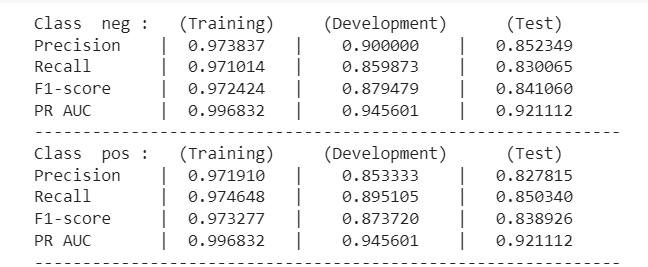 Class neg : (Training) (Development) (Test)
Precision | 0.973837 | 0.900000 | 0.852349
Recall | 0.971014 | 0.859873 | 0.830065
F1-score | 0.972424 | 0.879479 | 0.841060
PR AUC | 0.996832 | 0.945601 | 0.921112
--------------------------------------------------------------
Class pos : (Training) (Development) (Test)
Precision | 0.971910 | 0.853333 | 0.827815
Recall | 0.974648 | 0.895105 | 0.850340
F1-score | 0.973277 | 0.873720 | 0.838926
PR AUC | 0.996832 | 0.945601 | 0.921112
--------------------------------------------------------------